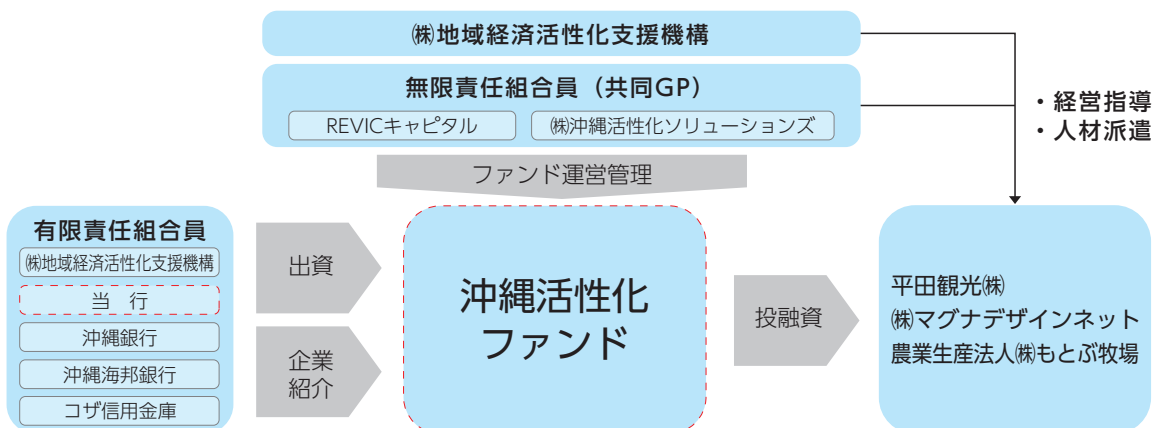 ㈱地域経済活性化支援機構
無限責任組合員（共同GP）
REVICキャピタル
㈱沖縄活性化ソリューションズ
・経営指導
・人材派遣
ファンド運営管理
有限責任組合員
㈱地域経済活性化支援機構
当　行
沖縄銀行
沖縄海邦銀行
コザ信用金庫
出資
企業
紹介
沖縄活性化
ファンド
投融資
平田観光㈱
㈱マグナデザインネット
農業生産法人㈱もとぶ牧場